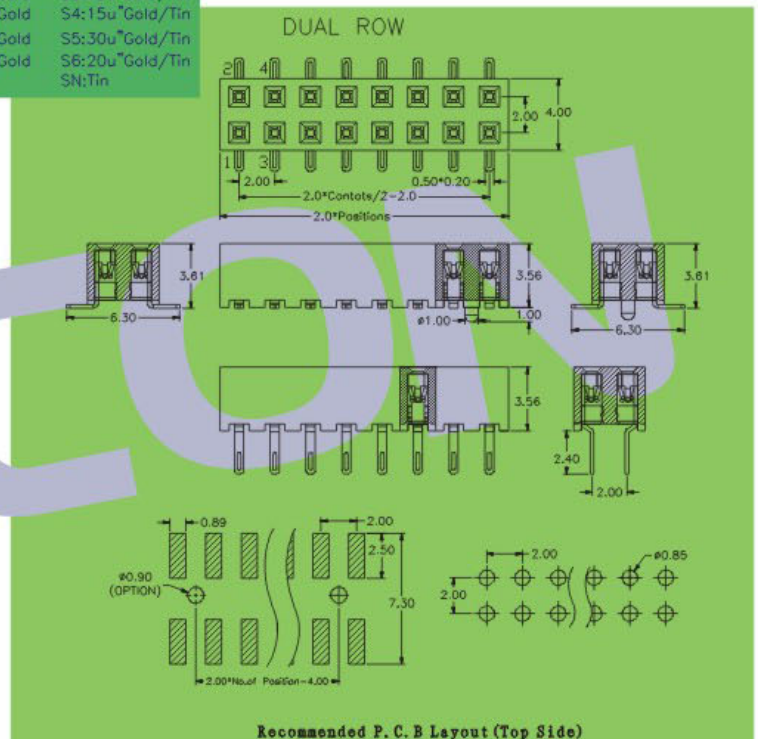 Gold S4:15u"Gold/Tin
Gold S5:30u"Gold/Tin
Gold S6:20u"Gold/Tin
SN:Tin
DUAL ROW
2 4
2.00 4.00
1 3
2.00 0.50*0.20
2.0*Contots/2-2.0
2.0*Positions
3.61 3.56 3.61
6.30 ø1.00 1.00 6.30
3.56
2.40
2.00
0.89 2.00
2.50
ø0.90
(OPTION)
7.30
2.00*No.of Position-4.00
2.00 ø0.85
2.00
Recommended P.C.B Layout(Top Side)
CON